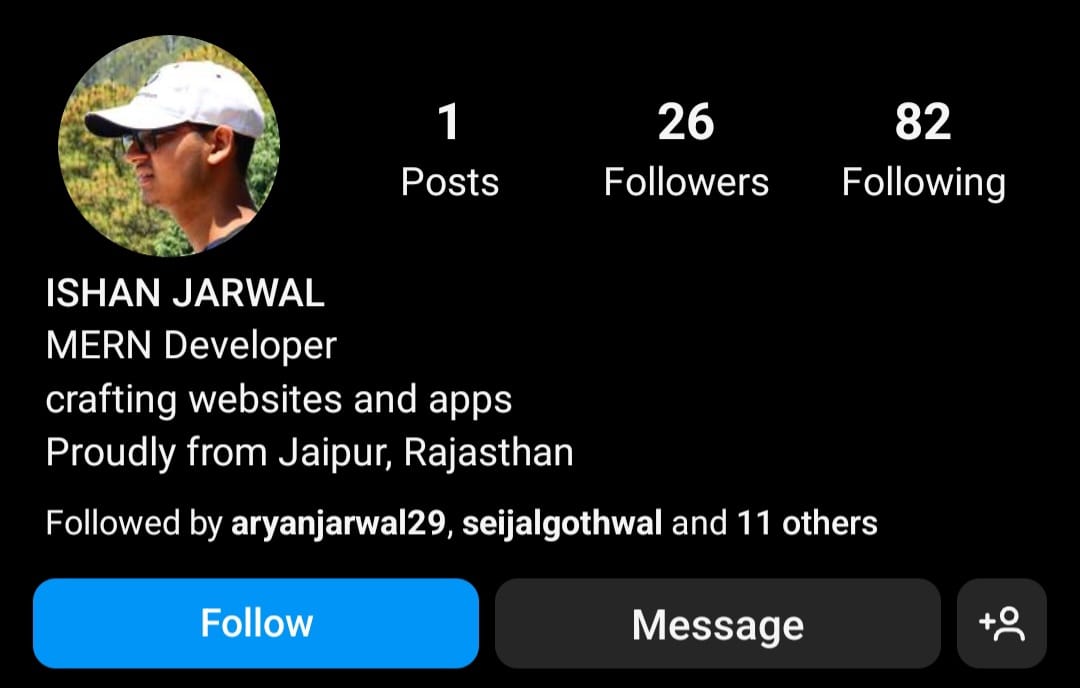 1 26 82
Posts Followers Following
ISHAN JARWAL
MERN Developer
crafting websites and apps
Proudly from Jaipur, Rajasthan
Followed by aryanjarwal29, seijalgothwal and 11 others
Follow Message